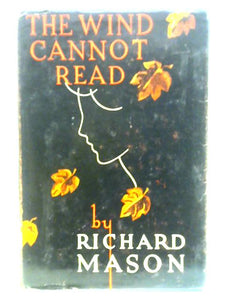 THE WIND
CANNOT
READ
by
RICHARD
MASON